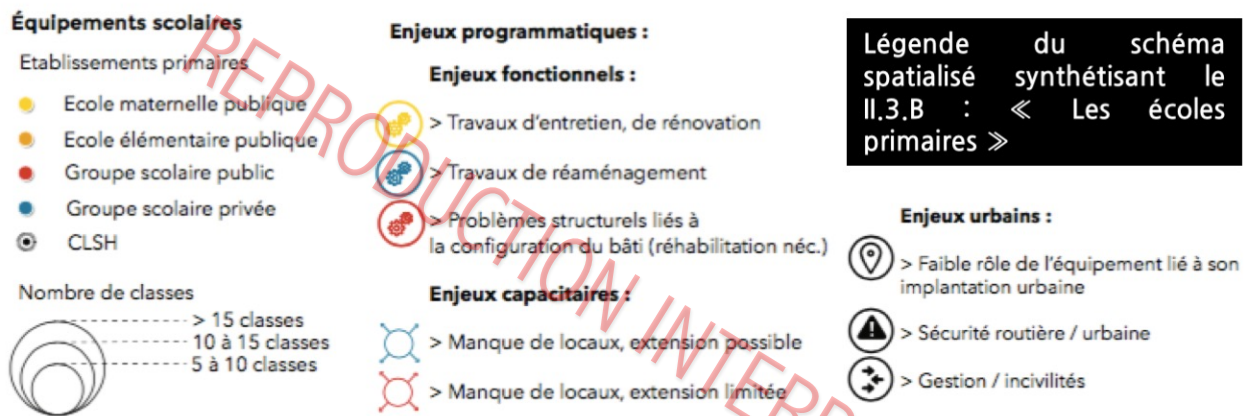 Équipements scolaires
Etablissements primaires
Ecole maternelle publique
Ecole élémentaire publique
Groupe scolaire public
Groupe scolaire privée
CLSH
Nombre de classes
> 15 classes
10 à 15 classes
5 à 10 classes
Enjeux programmatiques :
Enjeux fonctionnels :
> Travaux d'entretien, de rénovation
> Travaux de réaménagement
> Problèmes structurels liés à
la configuration du bâti (réhabilitation néc.)
Enjeux capacitaires :
> Manque de locaux, extension possible
> Manque de locaux, extension limitée
Légende du schéma
spatialisé synthétisant le
II.3.B : « Les écoles
primaires »
Enjeux urbains :
> Faible rôle de l'équipement lié à son
implantation urbaine
> Sécurité routière / urbaine
> Gestion / incivilités
REPRODUCTION